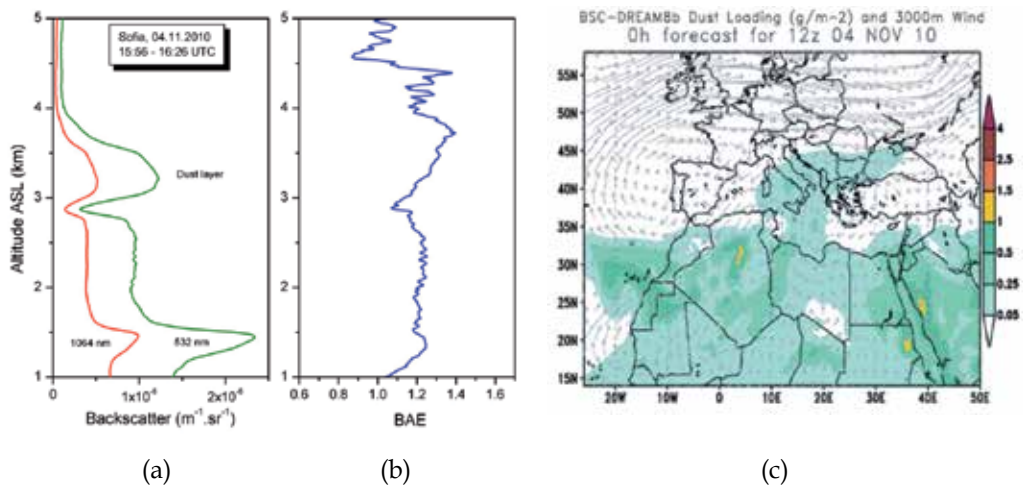 Sofia, 04.11.2010
15:56 - 16:26 UTC
Dust layer
1064 nm
532 nm
Altitude ASL (km)
5
4
3
2
1
0
1x10⁻⁶
2x10⁻⁶
Backscatter (m⁻¹.sr⁻¹)
5
4
3
2
1
0.6
0.8
1.0
1.2
1.4
1.6
BAE
BSC-DREAM8b Dust Loading (g/m-2) and 3000m Wind
0h forecast for 12z 04 NOV 10
55N
50N
45N
40N
35N
30N
25N
20N
15N
20W
10W
0
10E
20E
30E
40E
50E
4
2.5
1.5
1
0.5
0.25
0.05
(a)
(b)
(c)